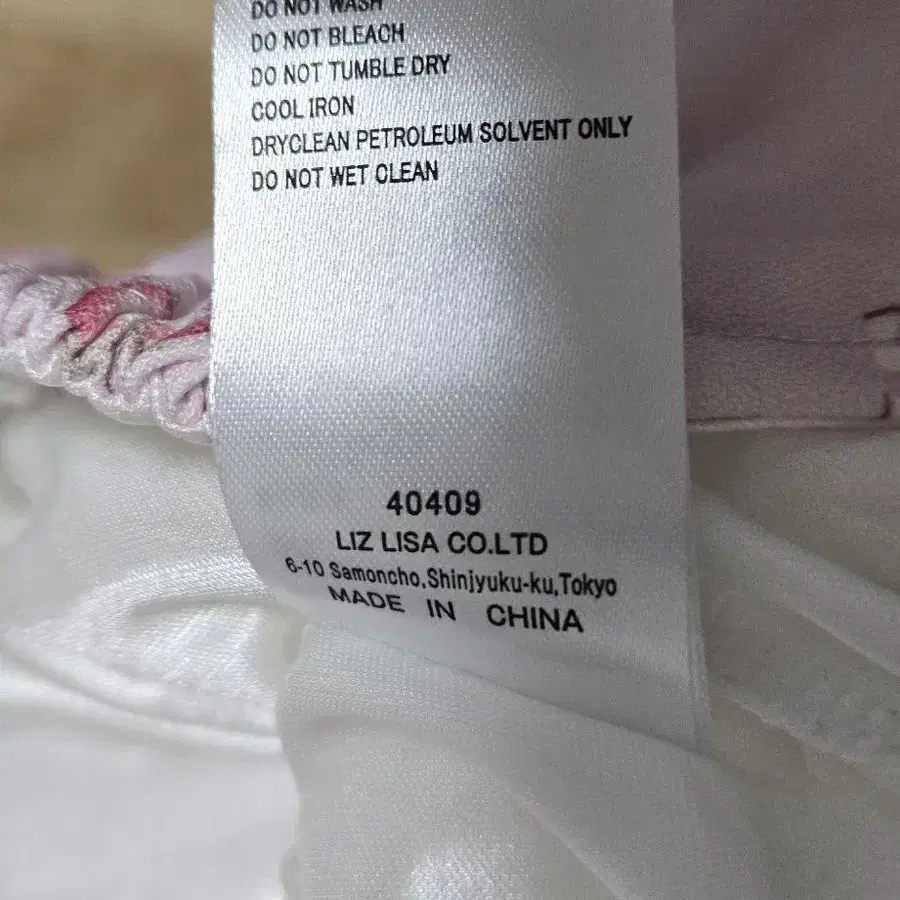 DO NOT WASH
DO NOT BLEACH
DO NOT TUMBLE DRY
COOL IRON
DRYCLEAN PETROLEUM SOLVENT ONLY
DO NOT WET CLEAN
40409
LIZ LISA CO.LTD
6-10 Samoncho,Shinjyuku-ku,Tokyo
MADE IN CHINA